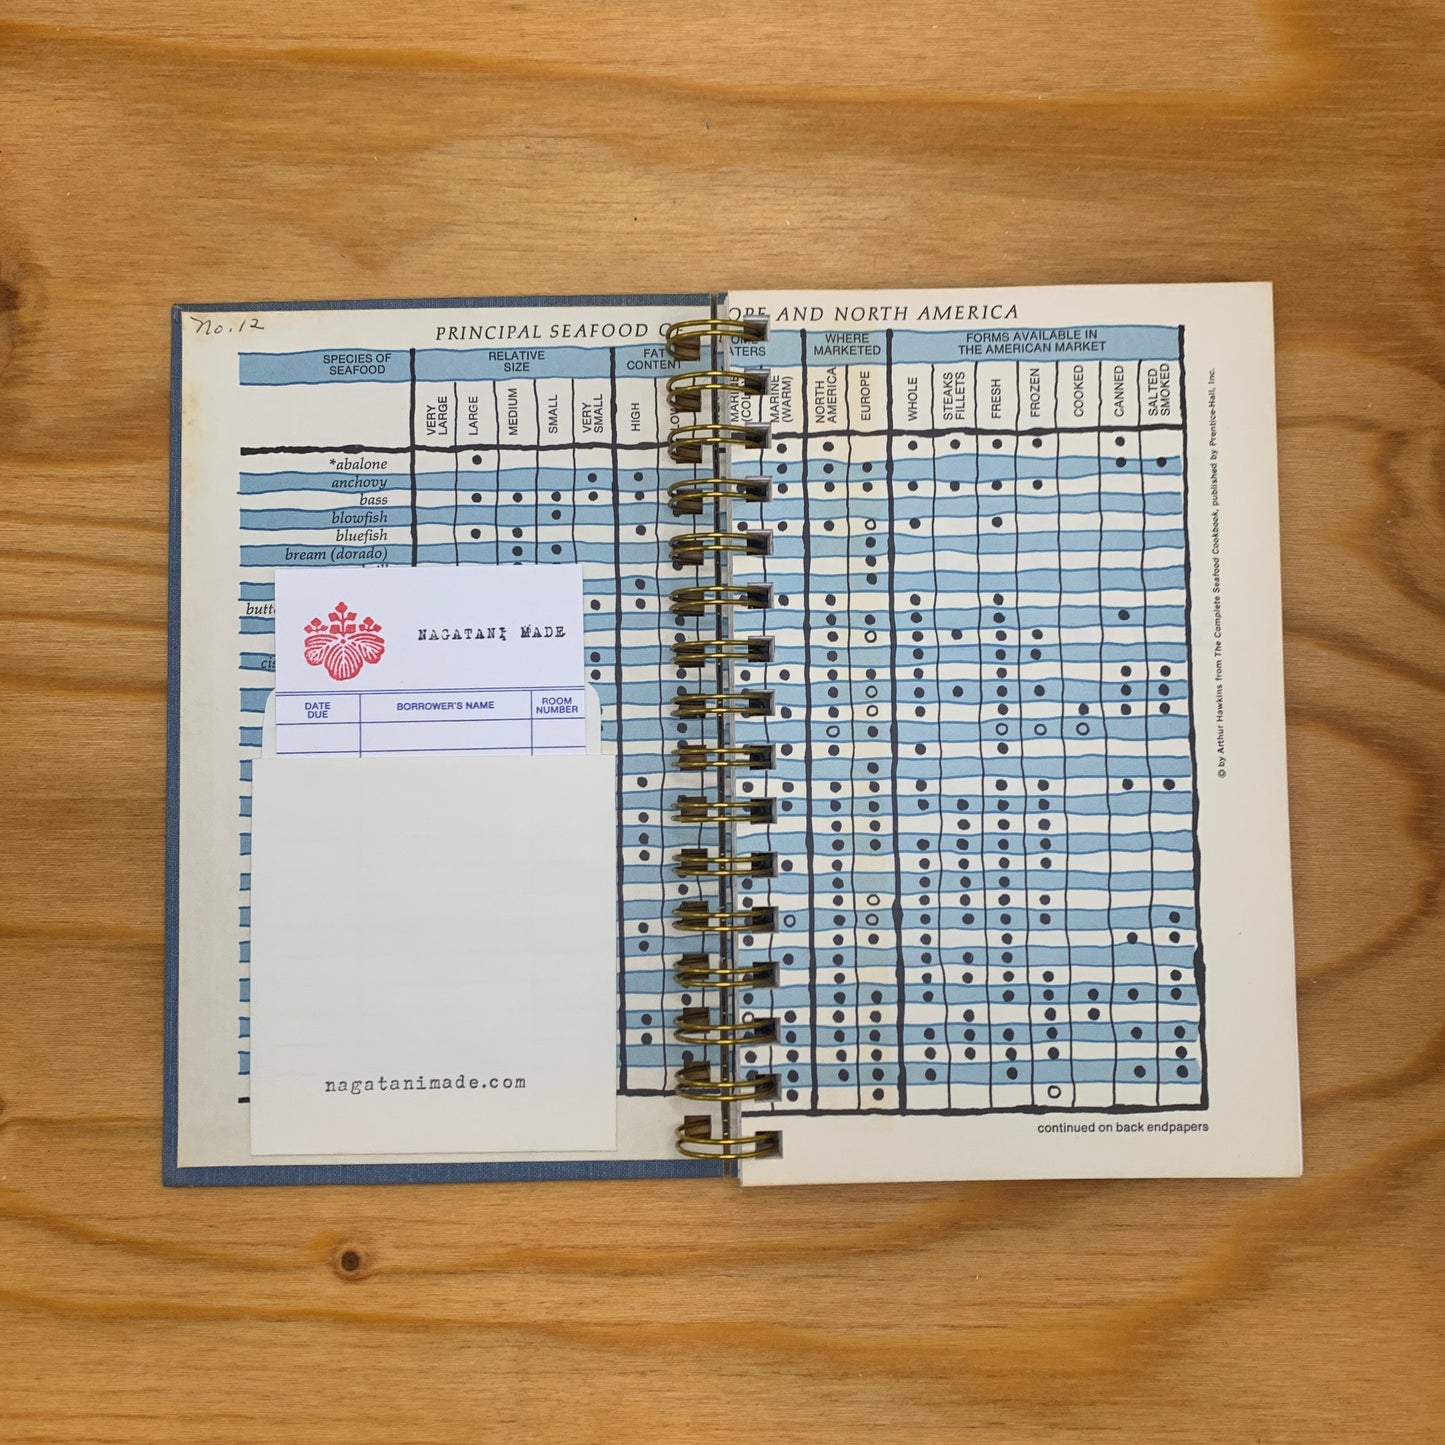 no. 12
PRINCIPAL SEAFOOD O
OPE AND NORTH AMERICA
SPECIES OF
SEAFOOD
RELATIVE
SIZE
FAT
CONTENT
WHERE
MARKETED
FORMS AVAILABLE IN
THE AMERICAN MARKET
VERY
LARGE
LARGE
MEDIUM
SMALL
VERY
SMALL
HIGH
MARINE
(WARM)
NORTH
AMERICA
EUROPE
WHOLE
STEAKS
FILLETS
FRESH
FROZEN
COOKED
CANNED
SALTED
SMOKED
*abalone
anchovy
bass
blowfish
bluefish
bream (dorado)
NAGATANI MADE
DATE
DUE
BORROWER'S NAME
ROOM
NUMBER
nagatanimade.com
© by Arthur Hawkins from The Complete Seafood Cookbook, published by Prentice-Hall, Inc.
continued on back endpapers